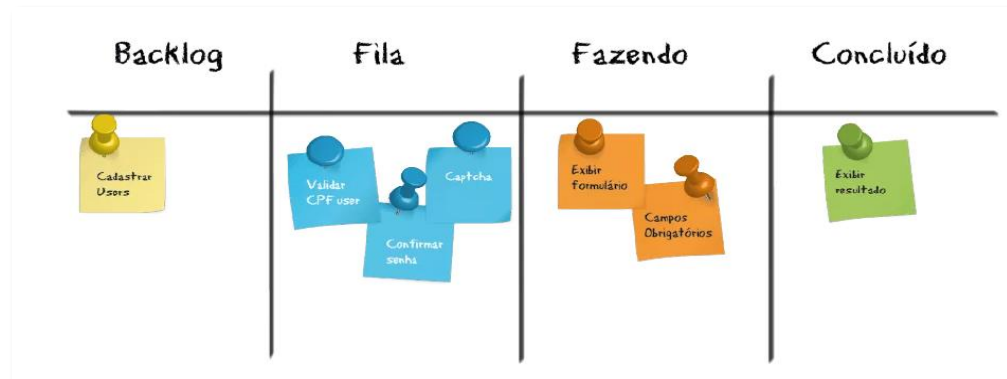 Backlog
Fila
Fazendo
Concluído
Cadastrar
Users
Validar
CPF user
Captcha
Confirmar
senha
Exibir
formulário
Campos
Obrigatórios
Exibir
resultado